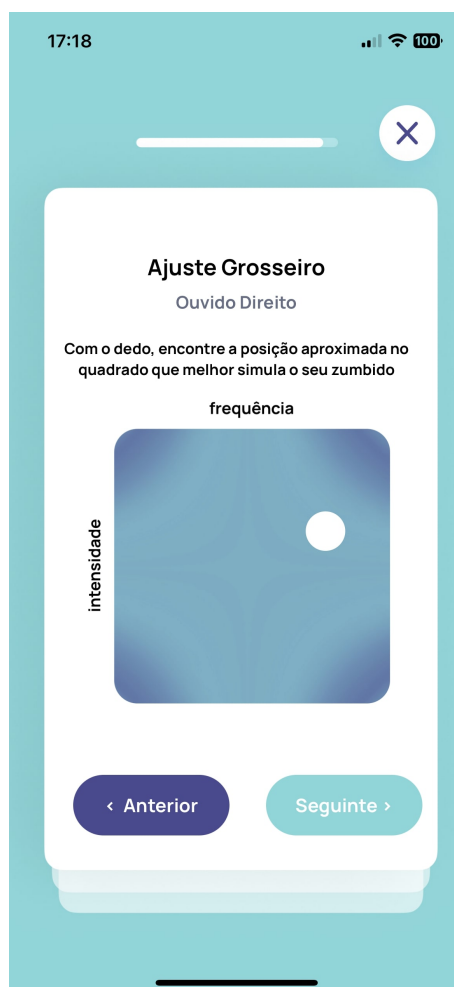 17:18
100
Ajuste Grosseiro
Ouvido Direito
Com o dedo, encontre a posição aproximada no
quadrado que melhor simula o seu zumbido
frequência
intensidade
‹ Anterior
Seguinte ›